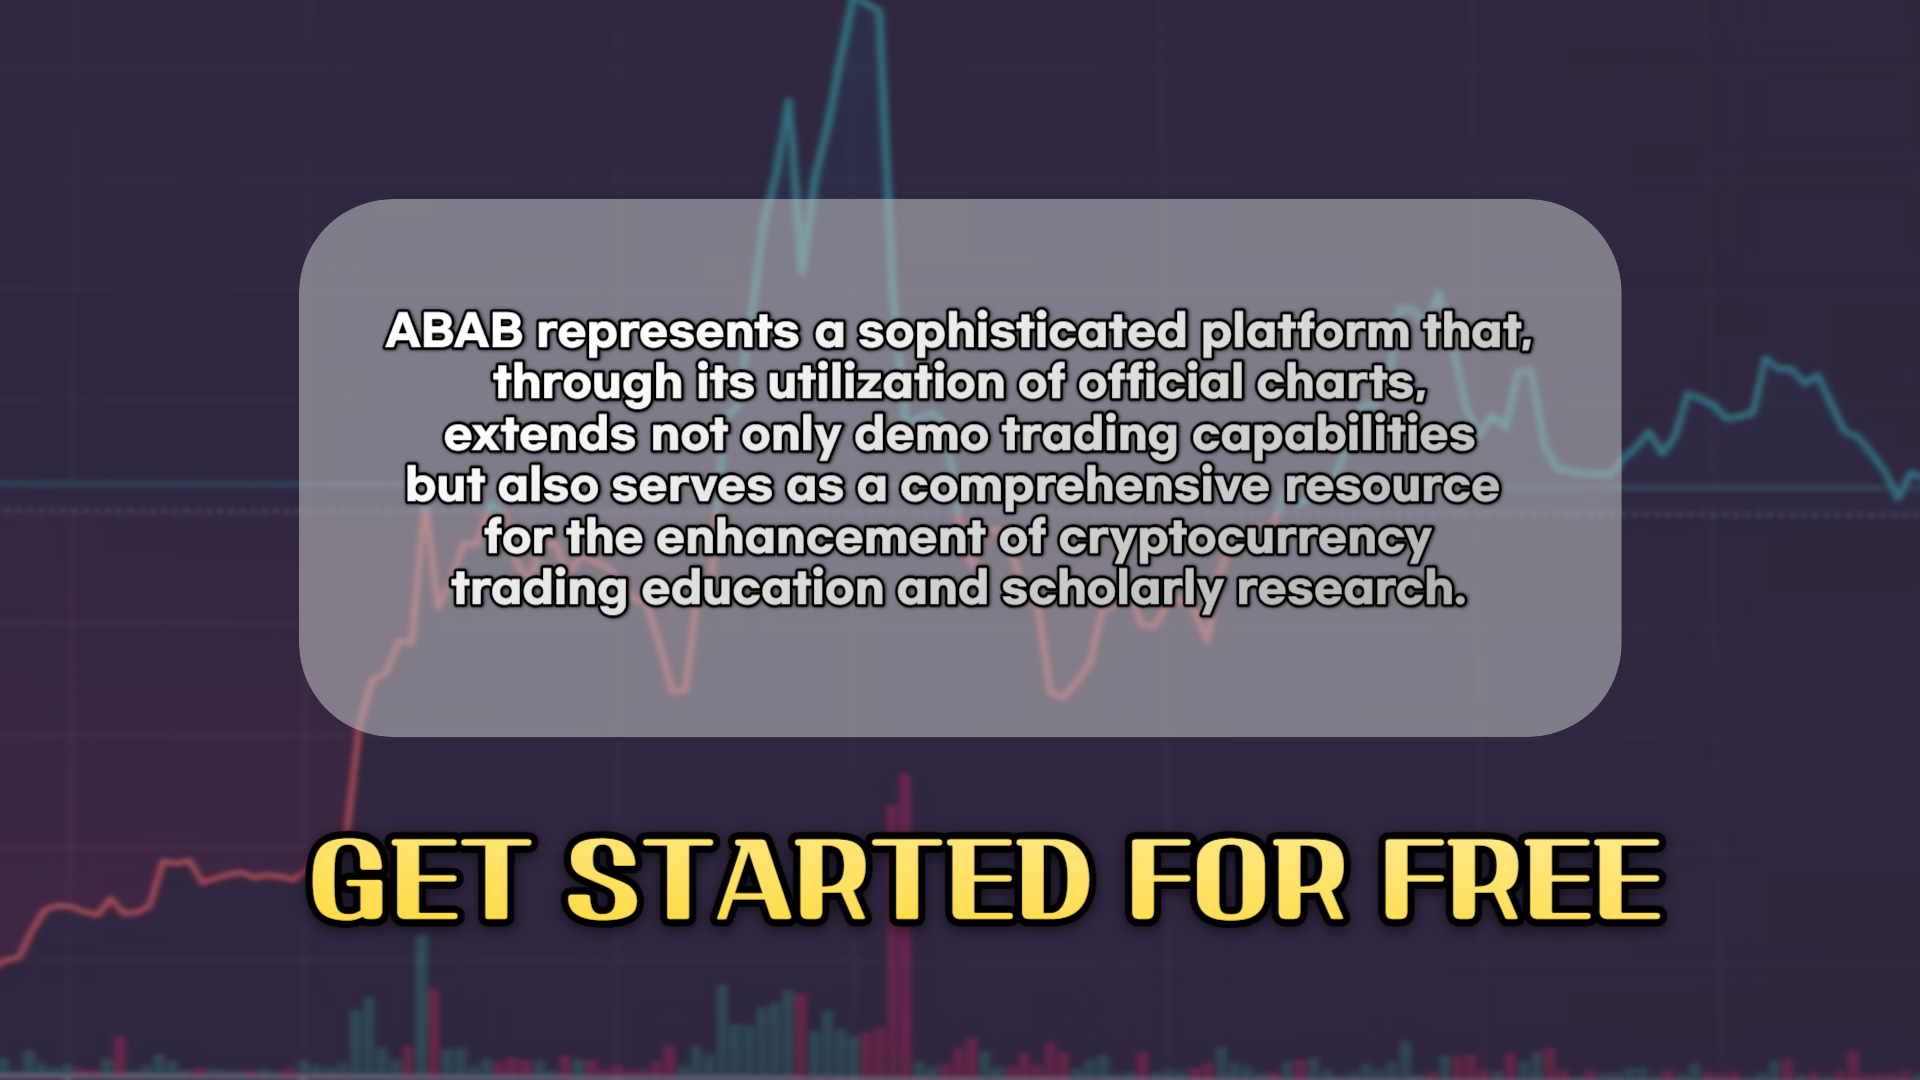 ABAB represents a sophisticated platform that,
through its utilization of official charts,
extends not only demo trading capabilities
but also serves as a comprehensive resource
for the enhancement of cryptocurrency
trading education and scholarly research.
GET STARTED FOR FREE